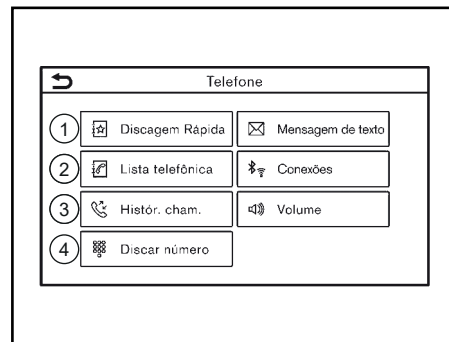 Telefone
1 Discagem Rápida Mensagem de texto
2 Lista telefônica Conexões
3 Histór. cham. Volume
4 Discar número